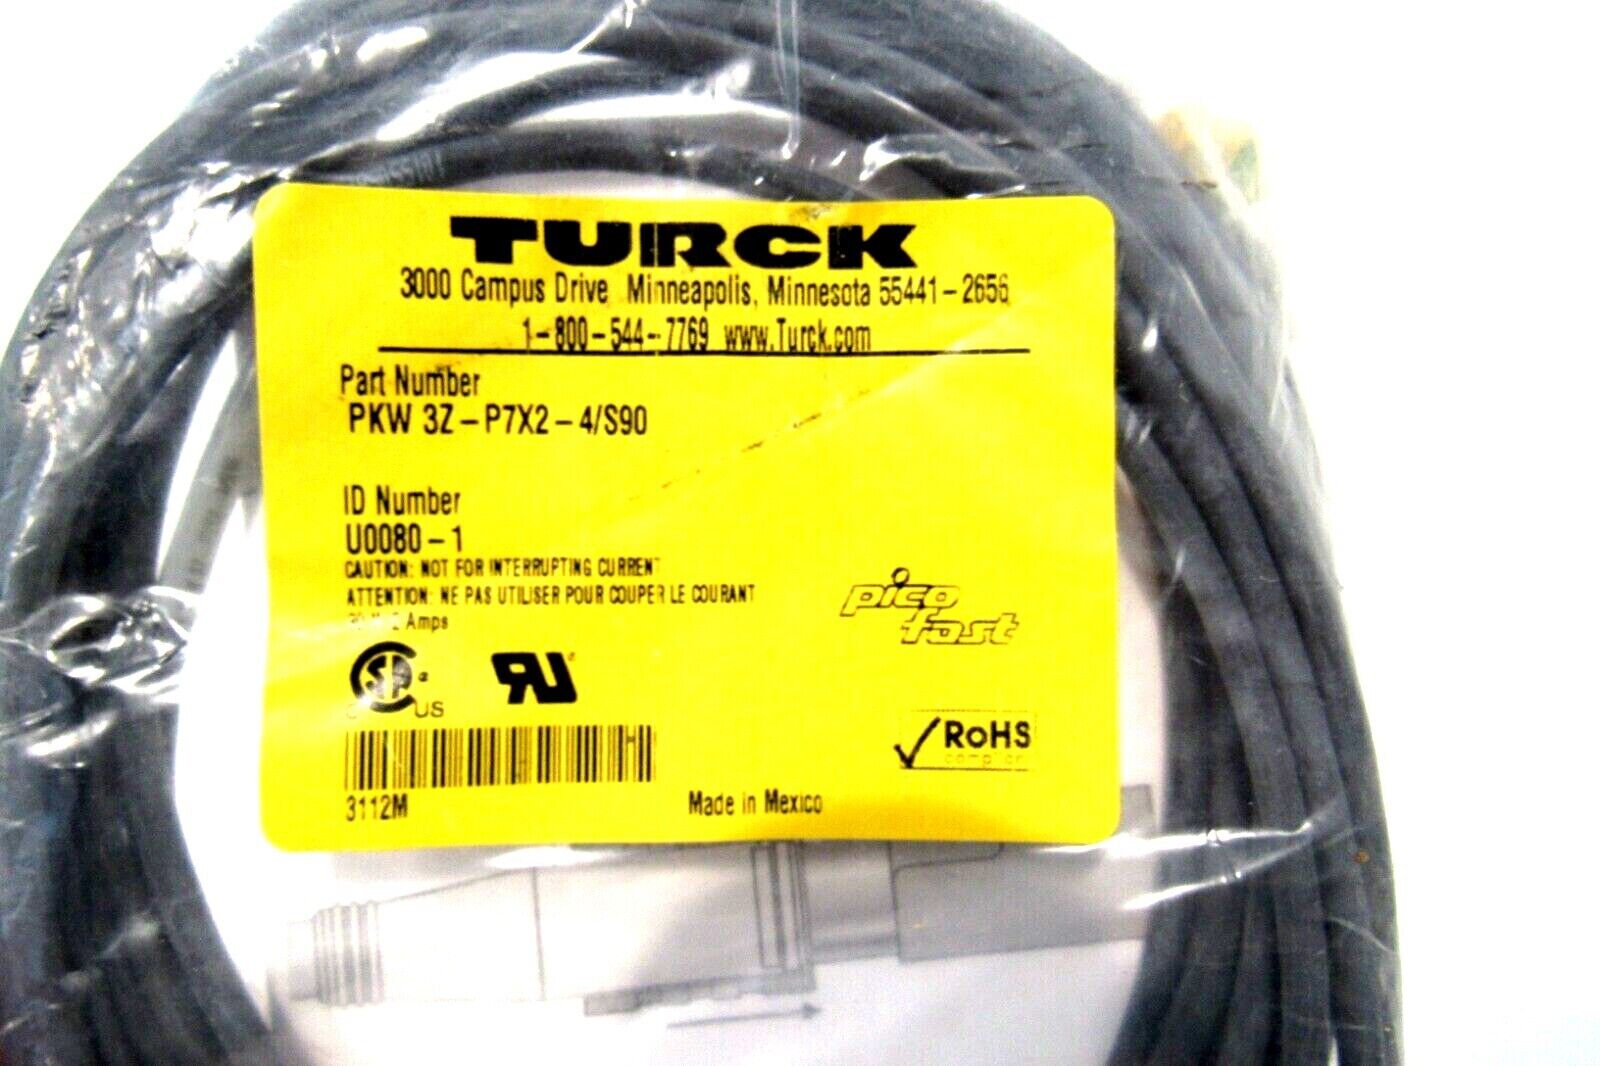 TURCK
3000 Campus Drive Minneapolis, Minnesota 55441-2656
1-800-544-7769 www.Turck.com
Part Number
PKW 3Z-P7X2-4/S90
ID Number
U0080-1
CAUTION: NOT FOR INTERRUPTING CURRENT
ATTENTION: NE PAS UTILISER POUR COUPER LE COURANT
Amps
pico
fast
US
RoHS
compliant
3112M
Made in Mexico